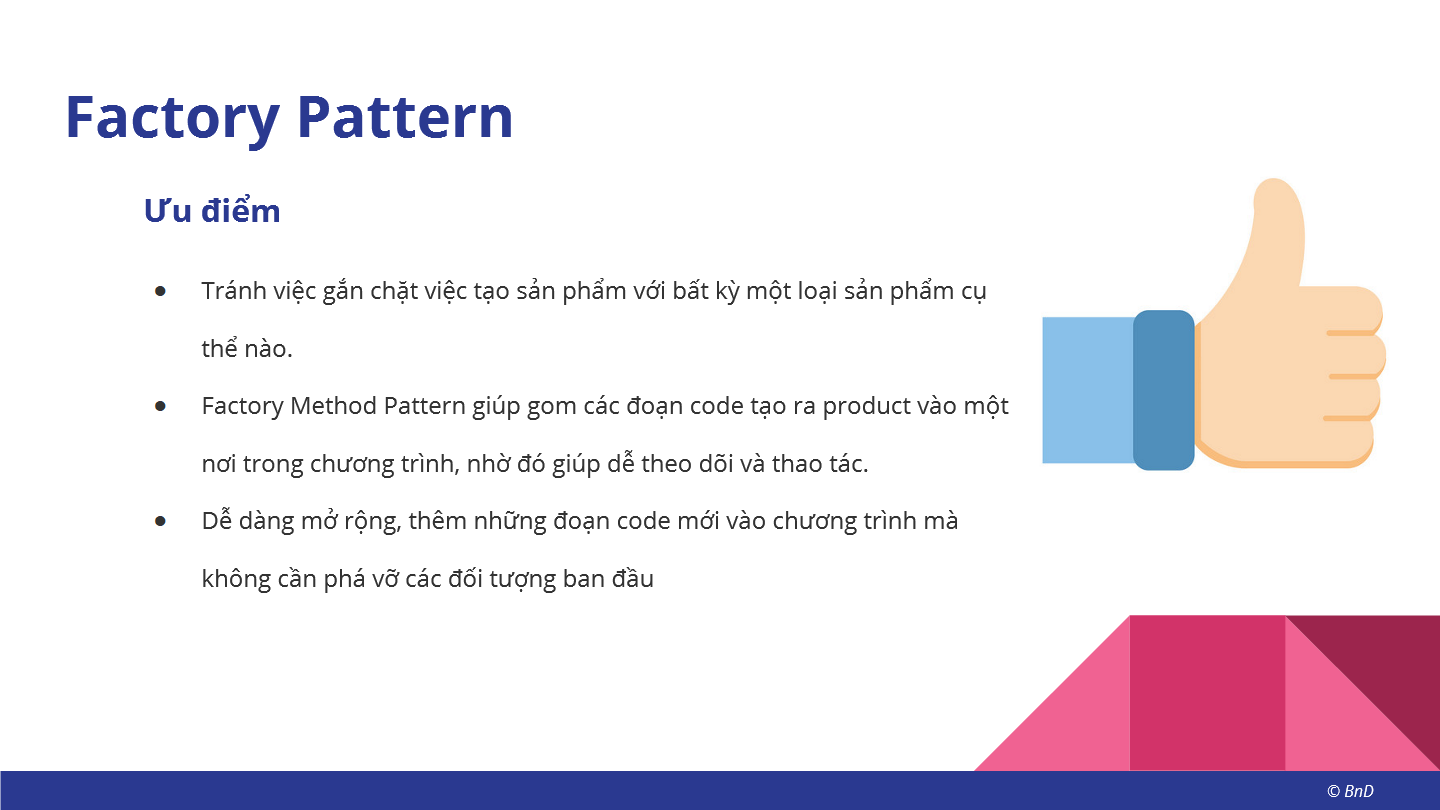 Factory Pattern
Ưu điểm
● Tránh việc gắn chặt việc tạo sản phẩm với bất kỳ một loại sản phẩm cụ
thể nào.
● Factory Method Pattern giúp gom các đoạn code tạo ra product vào một
nơi trong chương trình, nhờ đó giúp dễ theo dõi và thao tác.
● Dễ dàng mở rộng, thêm những đoạn code mới vào chương trình mà
không cần phá vỡ các đối tượng ban đầu
© BnD